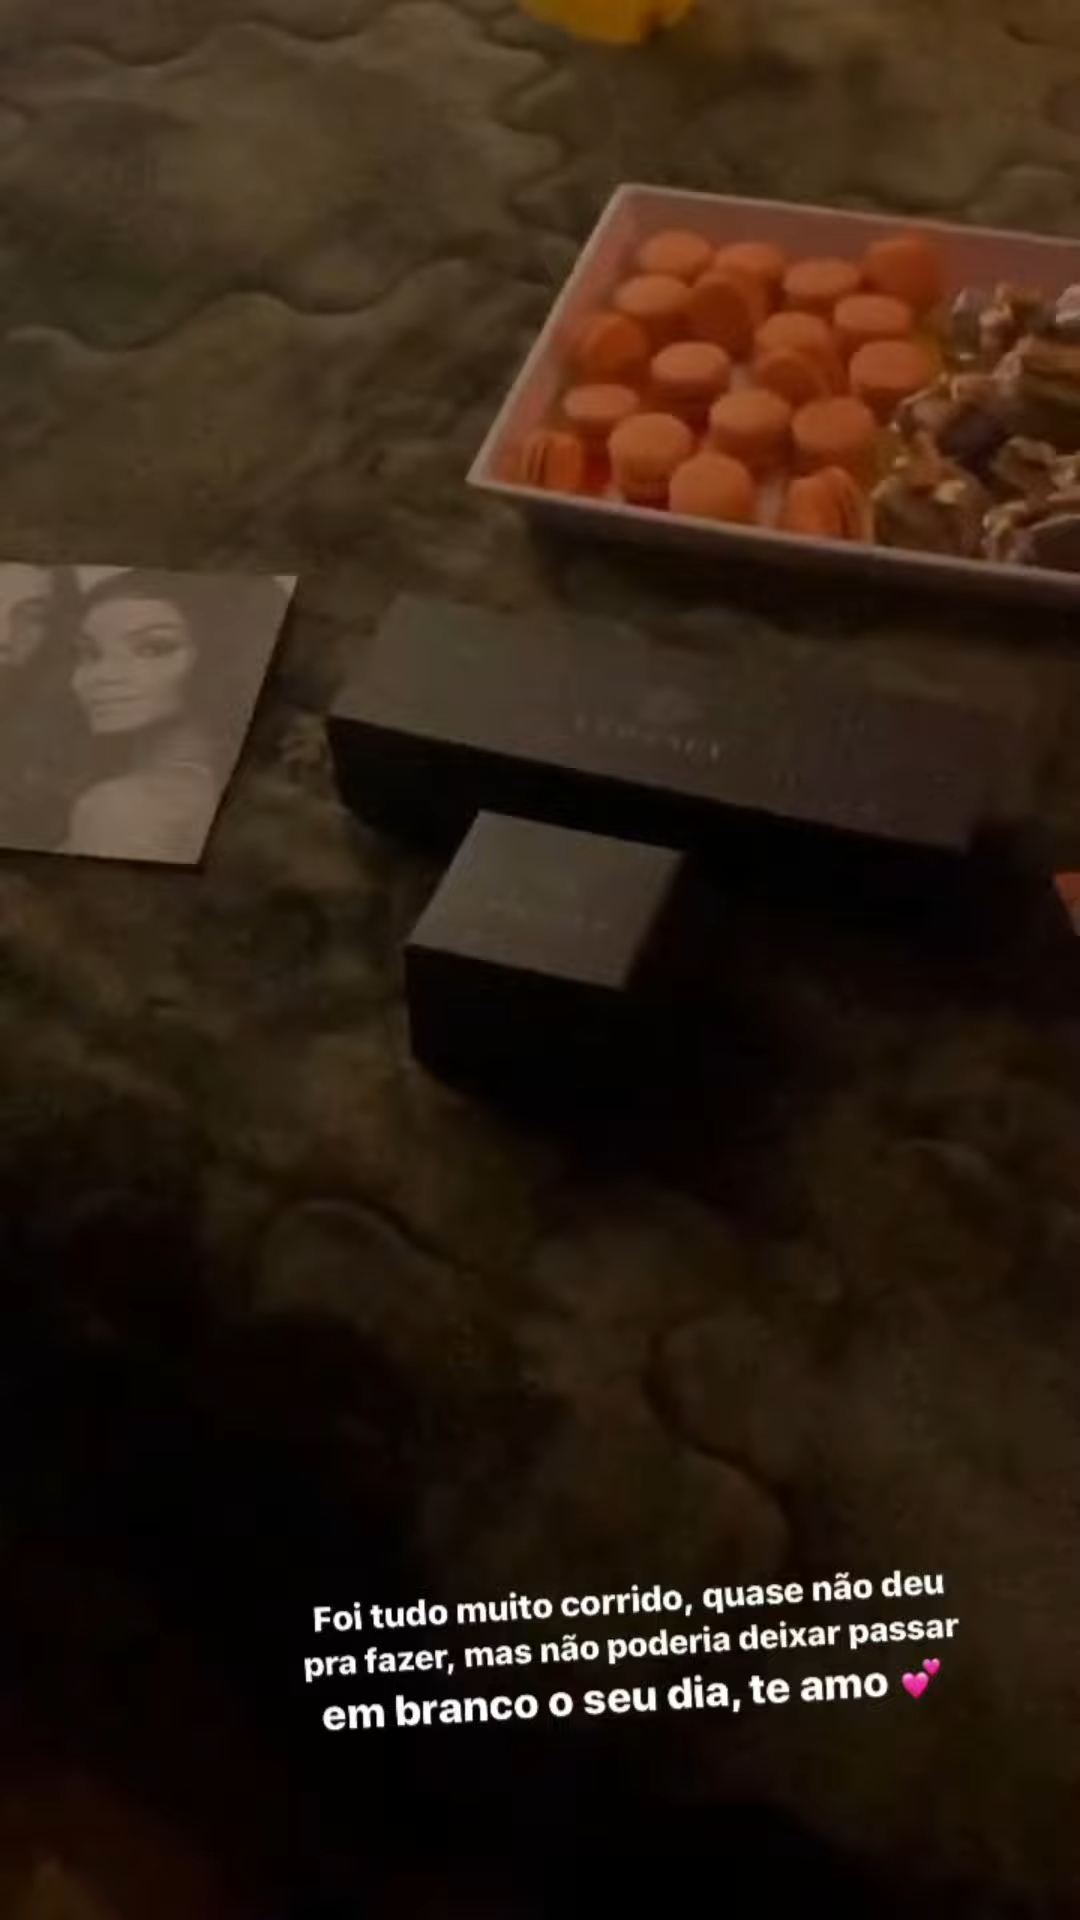 Foi tudo muito corrido, quase não deu
pra fazer, mas não poderia deixar passar
em branco o seu dia, te amo 💕